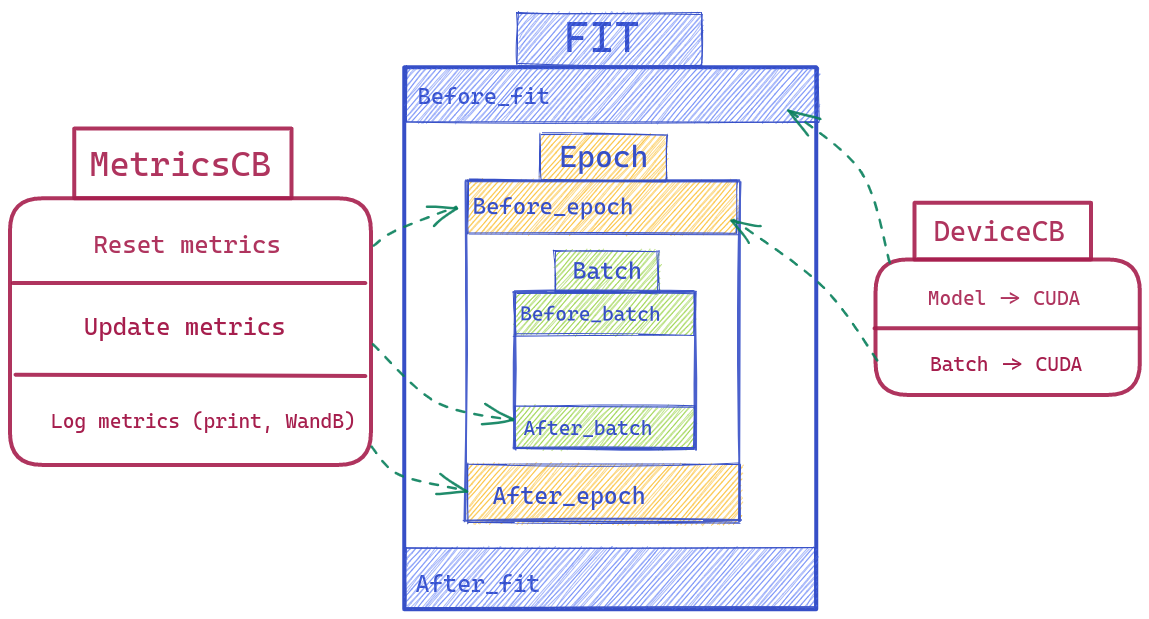 FIT
Before_fit
MetricsCB
Reset metrics
Update metrics
Log metrics (print, WandB)
Epoch
Before_epoch
Batch
Before_batch
After_batch
After_epoch
After_fit
DeviceCB
Model → CUDA
Batch → CUDA